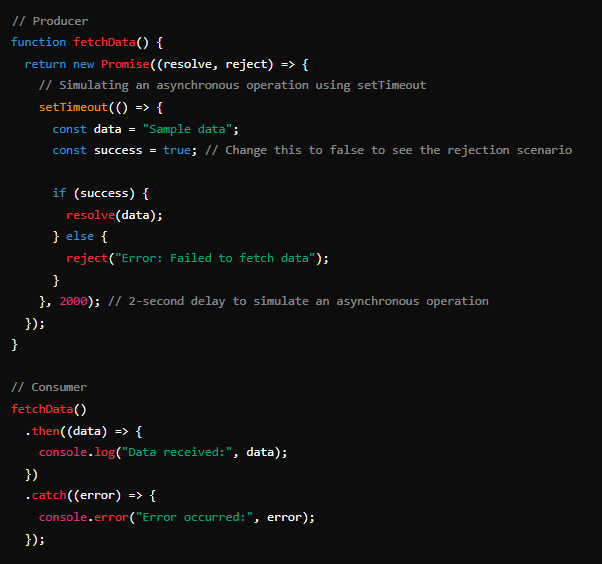 // Producer
function fetchData() {
  return new Promise((resolve, reject) => {
    // Simulating an asynchronous operation using setTimeout
    setTimeout(() => {
      const data = "Sample data";
      const success = true; // Change this to false to see the rejection scenario

      if (success) {
        resolve(data);
      } else {
        reject("Error: Failed to fetch data");
      }
    }, 2000); // 2-second delay to simulate an asynchronous operation
  });
}

// Consumer
fetchData()
  .then((data) => {
    console.log("Data received:", data);
  })
  .catch((error) => {
    console.error("Error occurred:", error);
  });